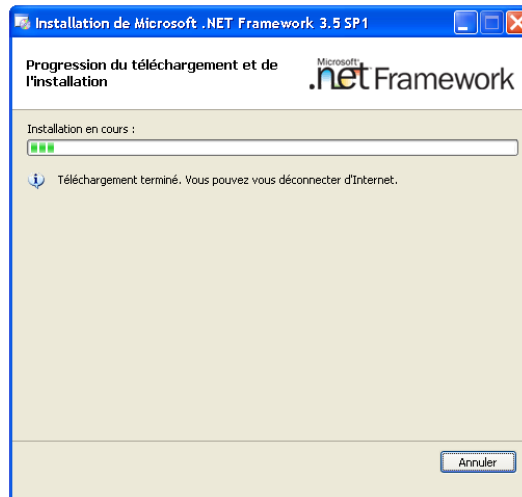 Installation de Microsoft .NET Framework 3.5 SP1
Progression du téléchargement et de
l'installation
Microsoft
.net Framework
Installation en cours :
Téléchargement terminé. Vous pouvez vous déconnecter d'Internet.
Annuler